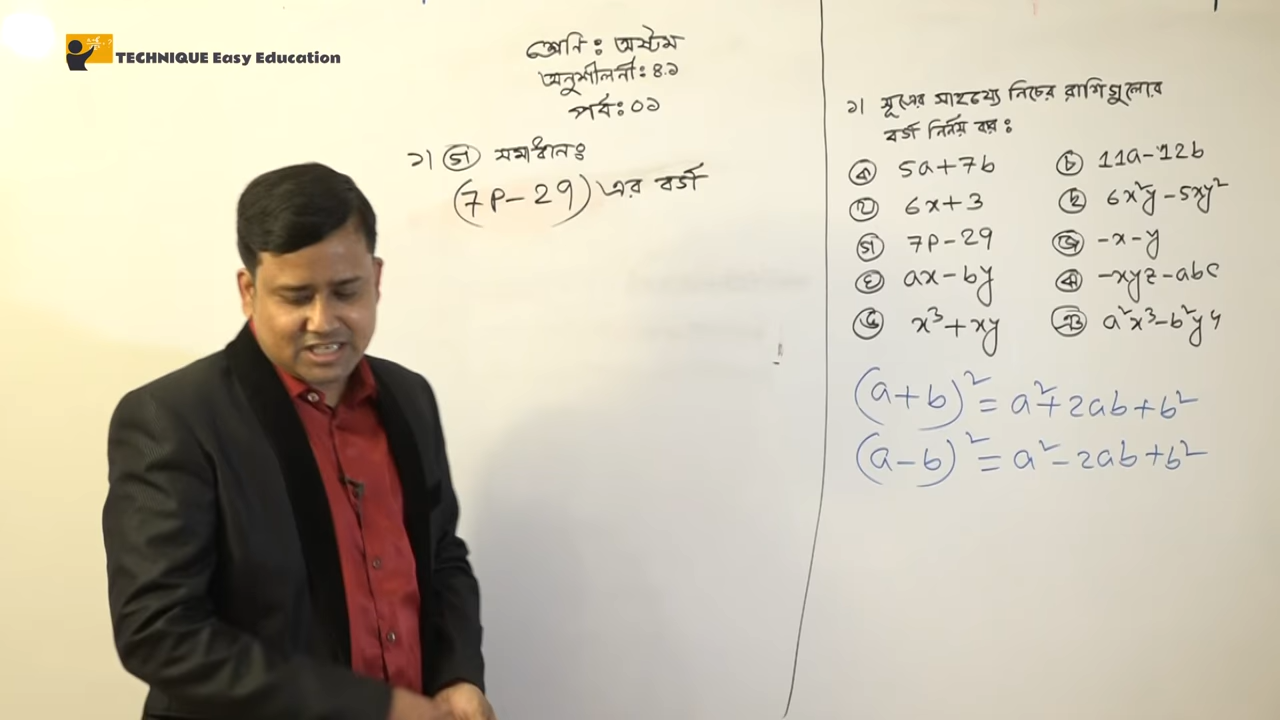 TECHNIQUE Easy Education
শ্রেণি : অষ্টম
অনুশীলনী : ৪.১
পর্ব : ০১
১। গ সমাধান :
(7P-29) এর বর্গ
১। সূত্রের সাহায্যে নিচের রাশিগুলোর
বর্গ নির্নয় কর :
ক 5a+7b
খ 6x+3
গ 7P-29
ঘ ax-by
ঙ x³+xy
চ 11a-12b
ছ 6x²y-5xy²
জ -x-y
ঝ -xyz-abc
ঞ a²x³-b²y⁴
(a+b)² = a²+2ab+b²
(a-b)² = a²-2ab+b²